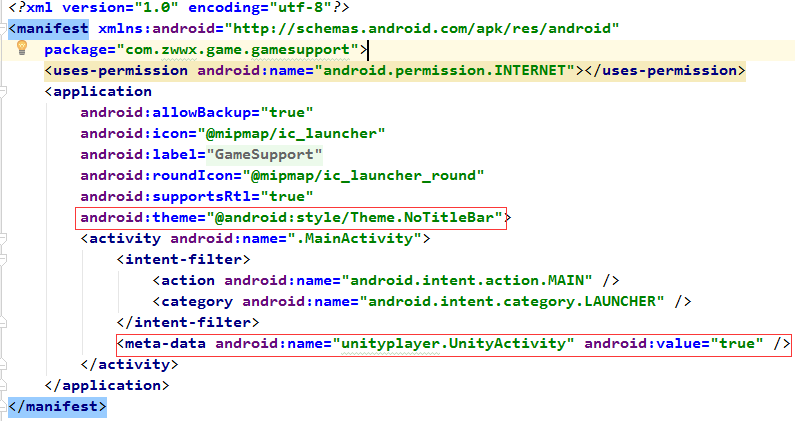 <?xml version="1.0" encoding="utf-8"?>
<manifest xmlns:android="http://schemas.android.com/apk/res/android"
package="com.zwwx.game.gamesupport">
<uses-permission android:name="android.permission.INTERNET"></uses-permission>
<application
android:allowBackup="true"
android:icon="@mipmap/ic_launcher"
android:label="GameSupport"
android:roundIcon="@mipmap/ic_launcher_round"
android:supportsRtl="true"
android:theme="@android:style/Theme.NoTitleBar">
<activity android:name=".MainActivity">
<intent-filter>
<action android:name="android.intent.action.MAIN" />
<category android:name="android.intent.category.LAUNCHER" />
</intent-filter>
<meta-data android:name="unityplayer.UnityActivity" android:value="true" />
</activity>
</application>
</manifest>